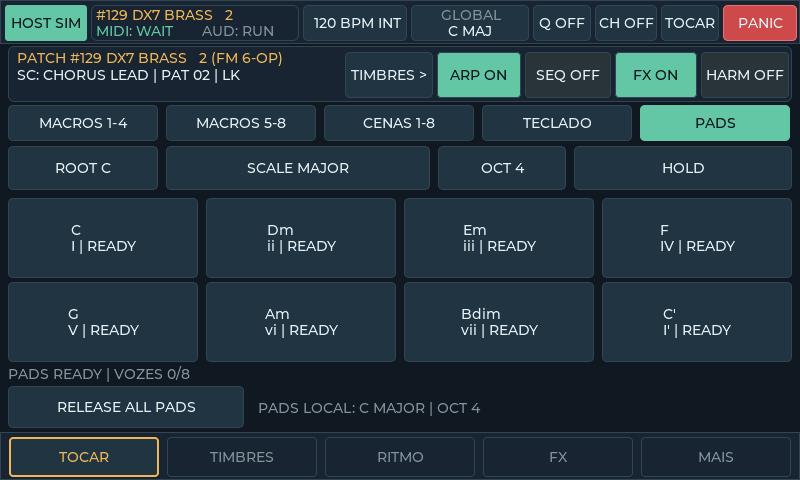 HOST SIM
#129 DX7 BRASS   2
MIDI: WAIT   AUD: RUN
120 BPM INT
GLOBAL
C MAJ
Q OFF
CH OFF
TOCAR
PANIC
PATCH #129 DX7 BRASS   2 (FM 6-OP)
SC: CHORUS LEAD | PAT 02 | LK
TIMBRES >
ARP ON
SEQ OFF
FX ON
HARM OFF
MACROS 1-4
MACROS 5-8
CENAS 1-8
TECLADO
PADS
ROOT C
SCALE MAJOR
OCT 4
HOLD
C
I | READY
Dm
ii | READY
Em
iii | READY
F
IV | READY
G
V | READY
Am
vi | READY
Bdim
vii | READY
C'
I' | READY
PADS READY | VOZES 0/8
RELEASE ALL PADS
PADS LOCAL: C MAJOR | OCT 4
TOCAR
TIMBRES
RITMO
FX
MAIS